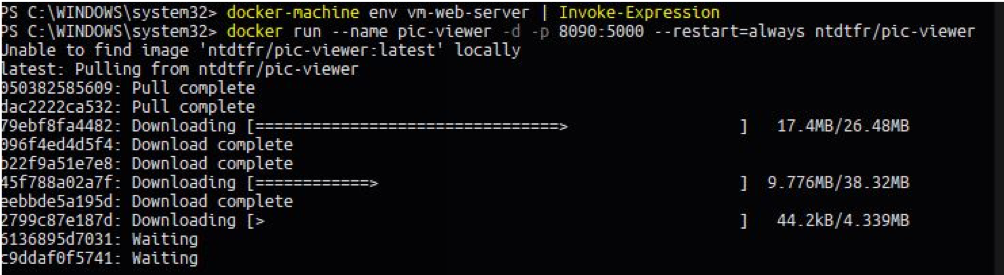 PS C:\WINDOWS\system32> docker-machine env vm-web-server | Invoke-Expression
PS C:\WINDOWS\system32> docker run --name pic-viewer -d -p 8090:5000 --restart=always ntdtfr/pic-viewer
Unable to find image 'ntdtfr/pic-viewer:latest' locally
latest: Pulling from ntdtfr/pic-viewer
050382585609: Pull complete
dac2222ca532: Pull complete
79ebf8fa4482: Downloading [=================================>                 ]   17.4MB/26.48MB
096f4ed4d5f4: Download complete
b22f9a51e7e8: Download complete
45f788a02a7f: Downloading [============>                                      ]  9.776MB/38.32MB
eebbde5a195d: Download complete
2799c87e187d: Downloading [>                                                  ]   44.2kB/4.339MB
6136895d7031: Waiting
c9ddaf0f5741: Waiting